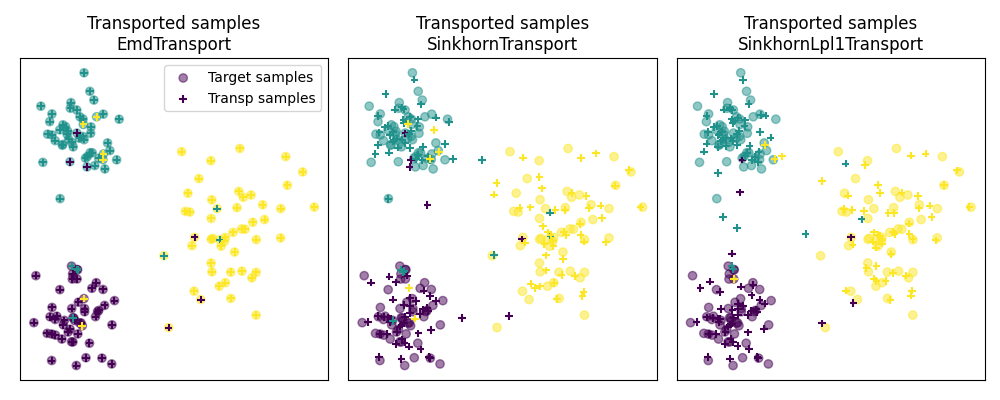 Transported samples
EmdTransport
Transported samples
SinkhornTransport
Transported samples
SinkhornLpl1Transport
Target samples
Transp samples